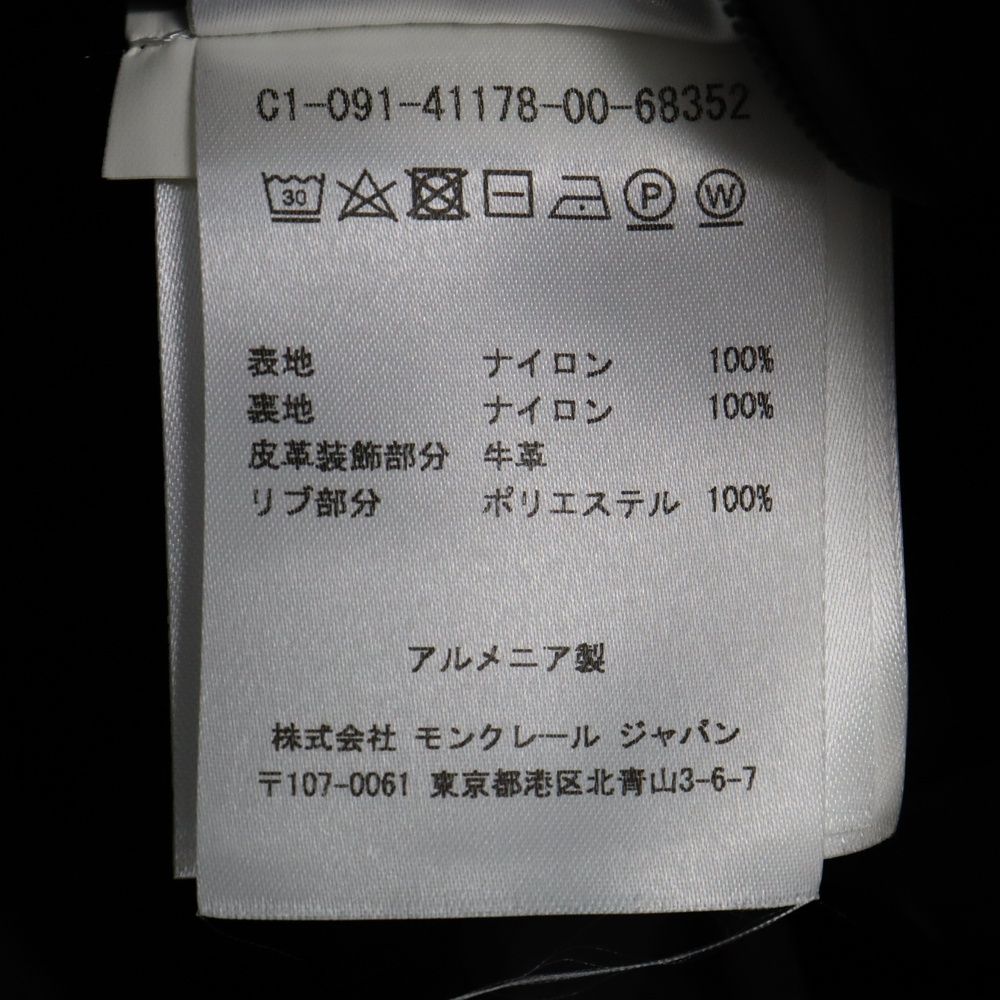 C1-091-41178-00-68352
30 P W
表地 ナイロン 100%
裏地 ナイロン 100%
皮革装飾部分 牛革
リブ部分 ポリエステル 100%
アルメニア製
株式会社 モンクレール ジャパン
〒107-0061 東京都港区北青山3-6-7